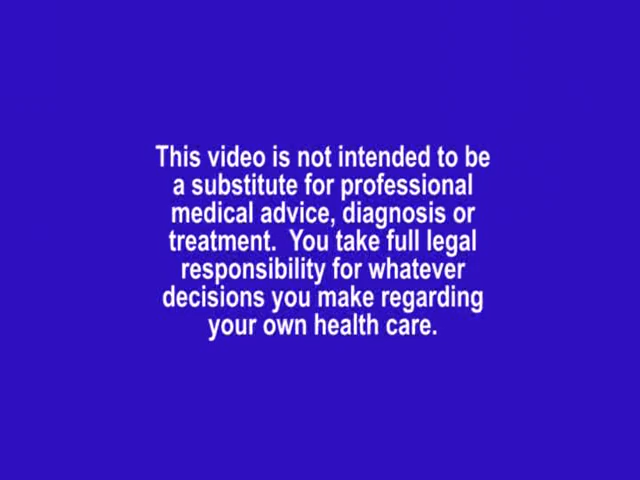 This video is not intended to be
a substitute for professional
medical advice, diagnosis or
treatment.  You take full legal
responsibility for whatever
decisions you make regarding
your own health care.